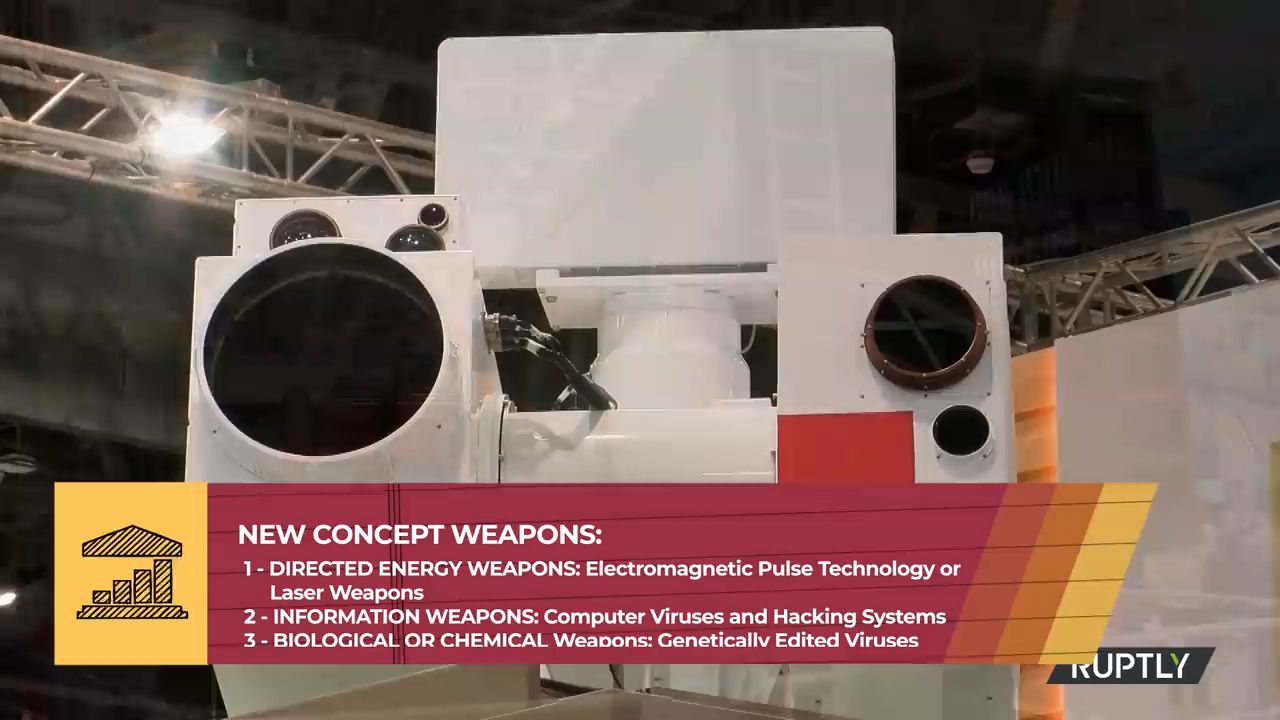 NEW CONCEPT WEAPONS:
1 - DIRECTED ENERGY WEAPONS: Electromagnetic Pulse Technology or
Laser Weapons
2 - INFORMATION WEAPONS: Computer Viruses and Hacking Systems
3 - BIOLOGICAL OR CHEMICAL Weapons: Genetically Edited Viruses
RUPTLY